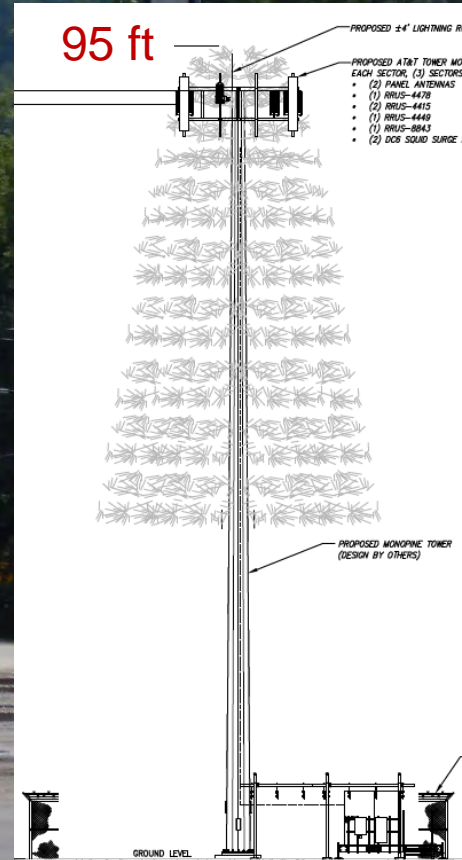 95 ft
PROPOSED ±4' LIGHTNING
PROPOSED AT&T TOWER
EACH SECTOR, (3) SECTORS
• (2) PANEL ANTENNAS
• (1) RRUS-4478
• (2) RRUS-4415
• (1) RRUS-4449
• (1) RRUS-8843
• (2) DC6 SQUID SURGE
PROPOSED MONOPINE TOWER
(DESIGN BY OTHERS)
GROUND LEVEL